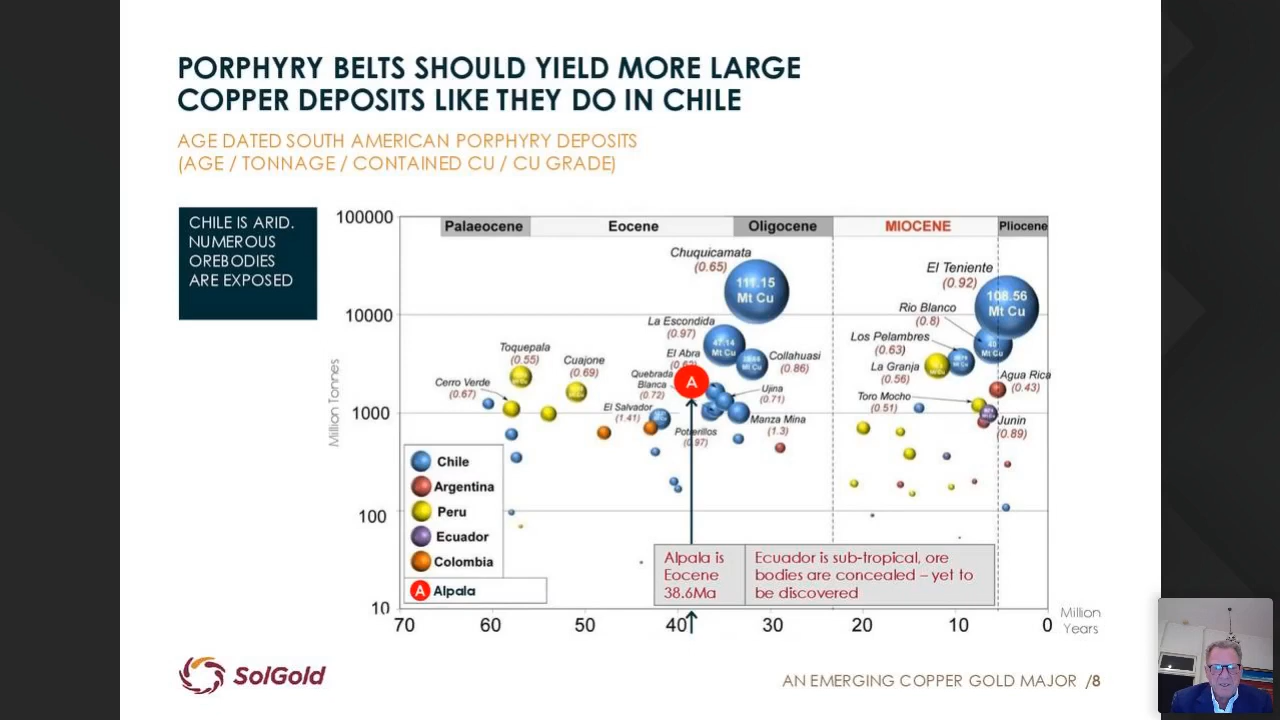 PORPHYRY BELTS SHOULD YIELD MORE LARGE
COPPER DEPOSITS LIKE THEY DO IN CHILE
AGE DATED SOUTH AMERICAN PORPHYRY DEPOSITS
(AGE / TONNAGE / CONTAINED CU / CU GRADE)
CHILE IS ARID.
NUMEROUS
OREBODIES
ARE EXPOSED
100000
10000
1000
100
10
Million Tonnes
Palaeocene
Eocene
Oligocene
MIOCENE
Pliocene
Chuquicamata
(0.65)
111.15
Mt Cu
El Teniente
(0.92)
108.56
Mt Cu
Rio Blanco
(0.8)
Mt Cu
La Escondida
(0.97)
47.14
Mt Cu
Los Pelambres
(0.63)
Toquepala
(0.55)
Cuajone
(0.69)
El Abra
Collahuasi
(0.86)
La Granja
(0.56)
Agua Rica
(0.43)
Cerro Verde
(0.67)
Quebrada
Blanca
(0.72)
A
Ujina
(0.71)
Toro Mocho
(0.51)
El Salvador
(1.41)
Manza Mina
(1.3)
Junin
(0.89)
Potrerillos
(0.97)
Chile
Argentina
Peru
Ecuador
Colombia
A Alpala
Alpala is
Eocene
38.6Ma
Ecuador is sub-tropical, ore
bodies are concealed – yet to
be discovered
70 60 50 40 30 20 10 0
Million
Years
SolGold
AN EMERGING COPPER GOLD MAJOR /8